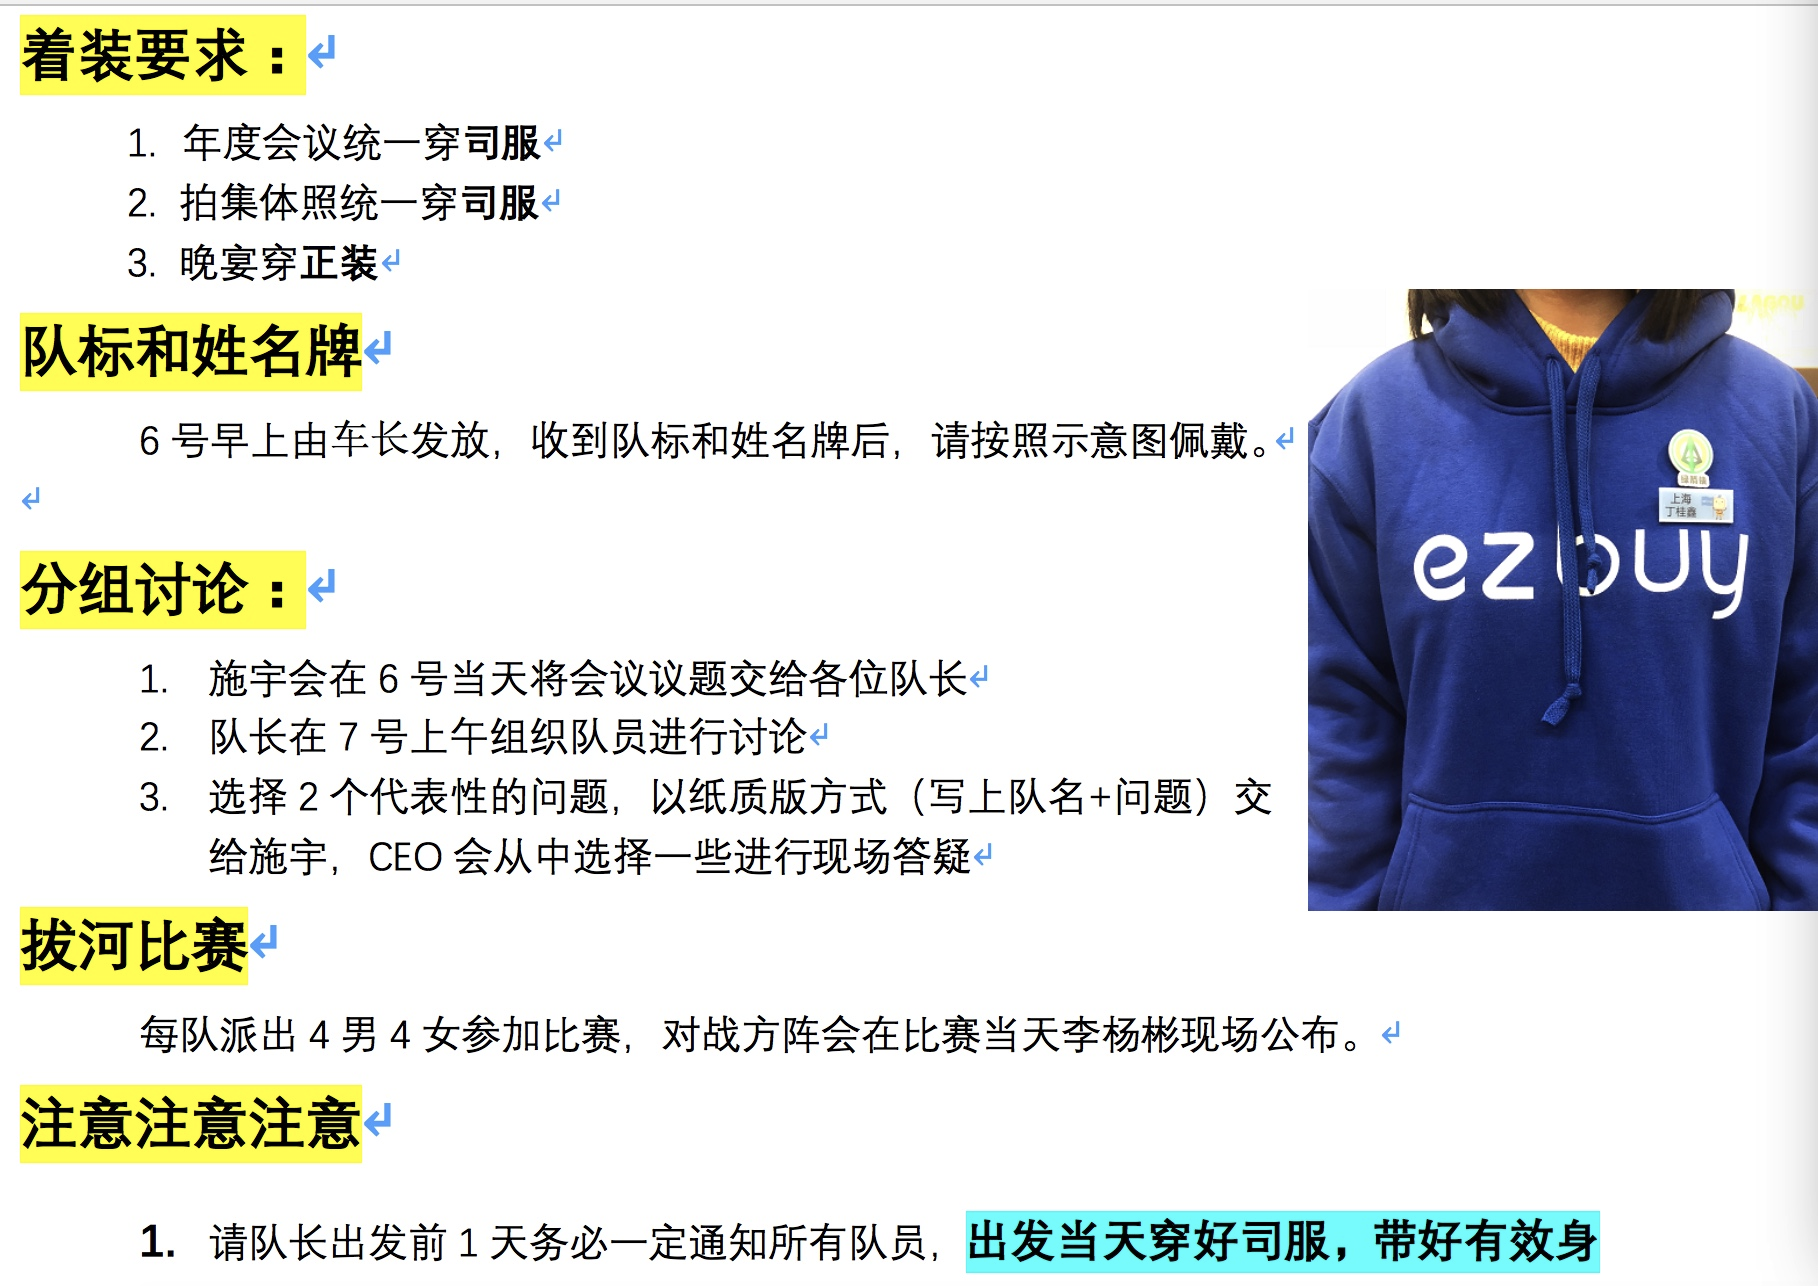 着装要求：
1. 年度会议统一穿司服
2. 拍集体照统一穿司服
3. 晚宴穿正装
队标和姓名牌
6 号早上由车长发放，收到队标和姓名牌后，请按照示意图佩戴。
上海
丁桂鑫
ezbuy
分组讨论：
1. 施宇会在 6 号当天将会议议题交给各位队长
2. 队长在 7 号上午组织队员进行讨论
3. 选择 2 个代表性的问题，以纸质版方式（写上队名+问题）交
给施宇，CEO 会从中选择一些进行现场答疑
拔河比赛
每队派出 4 男 4 女参加比赛，对战方阵会在比赛当天李杨彬现场公布。
注意注意注意
1. 请队长出发前 1 天务必一定通知所有队员，出发当天穿好司服，带好有效身